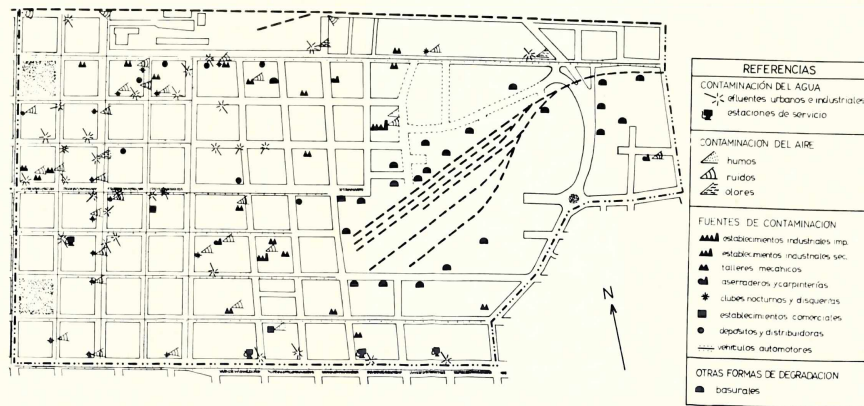 REFERENCIAS
CONTAMINACIÓN DEL AGUA
efluentes urbanos e industriales
estaciones de servicio
CONTAMINACION DEL AIRE
humos
ruidos
olores
FUENTES DE CONTAMINACION
establecimientos industriales imp.
establecimientos industriales sec.
talleres mecánicos
aserraderos y carpinterías
clubes nocturnos y disquerías
establecimientos comerciales
depósitos y distribuidoras
vehículos automotores
OTRAS FORMAS DE DEGRADACION
basurales
N